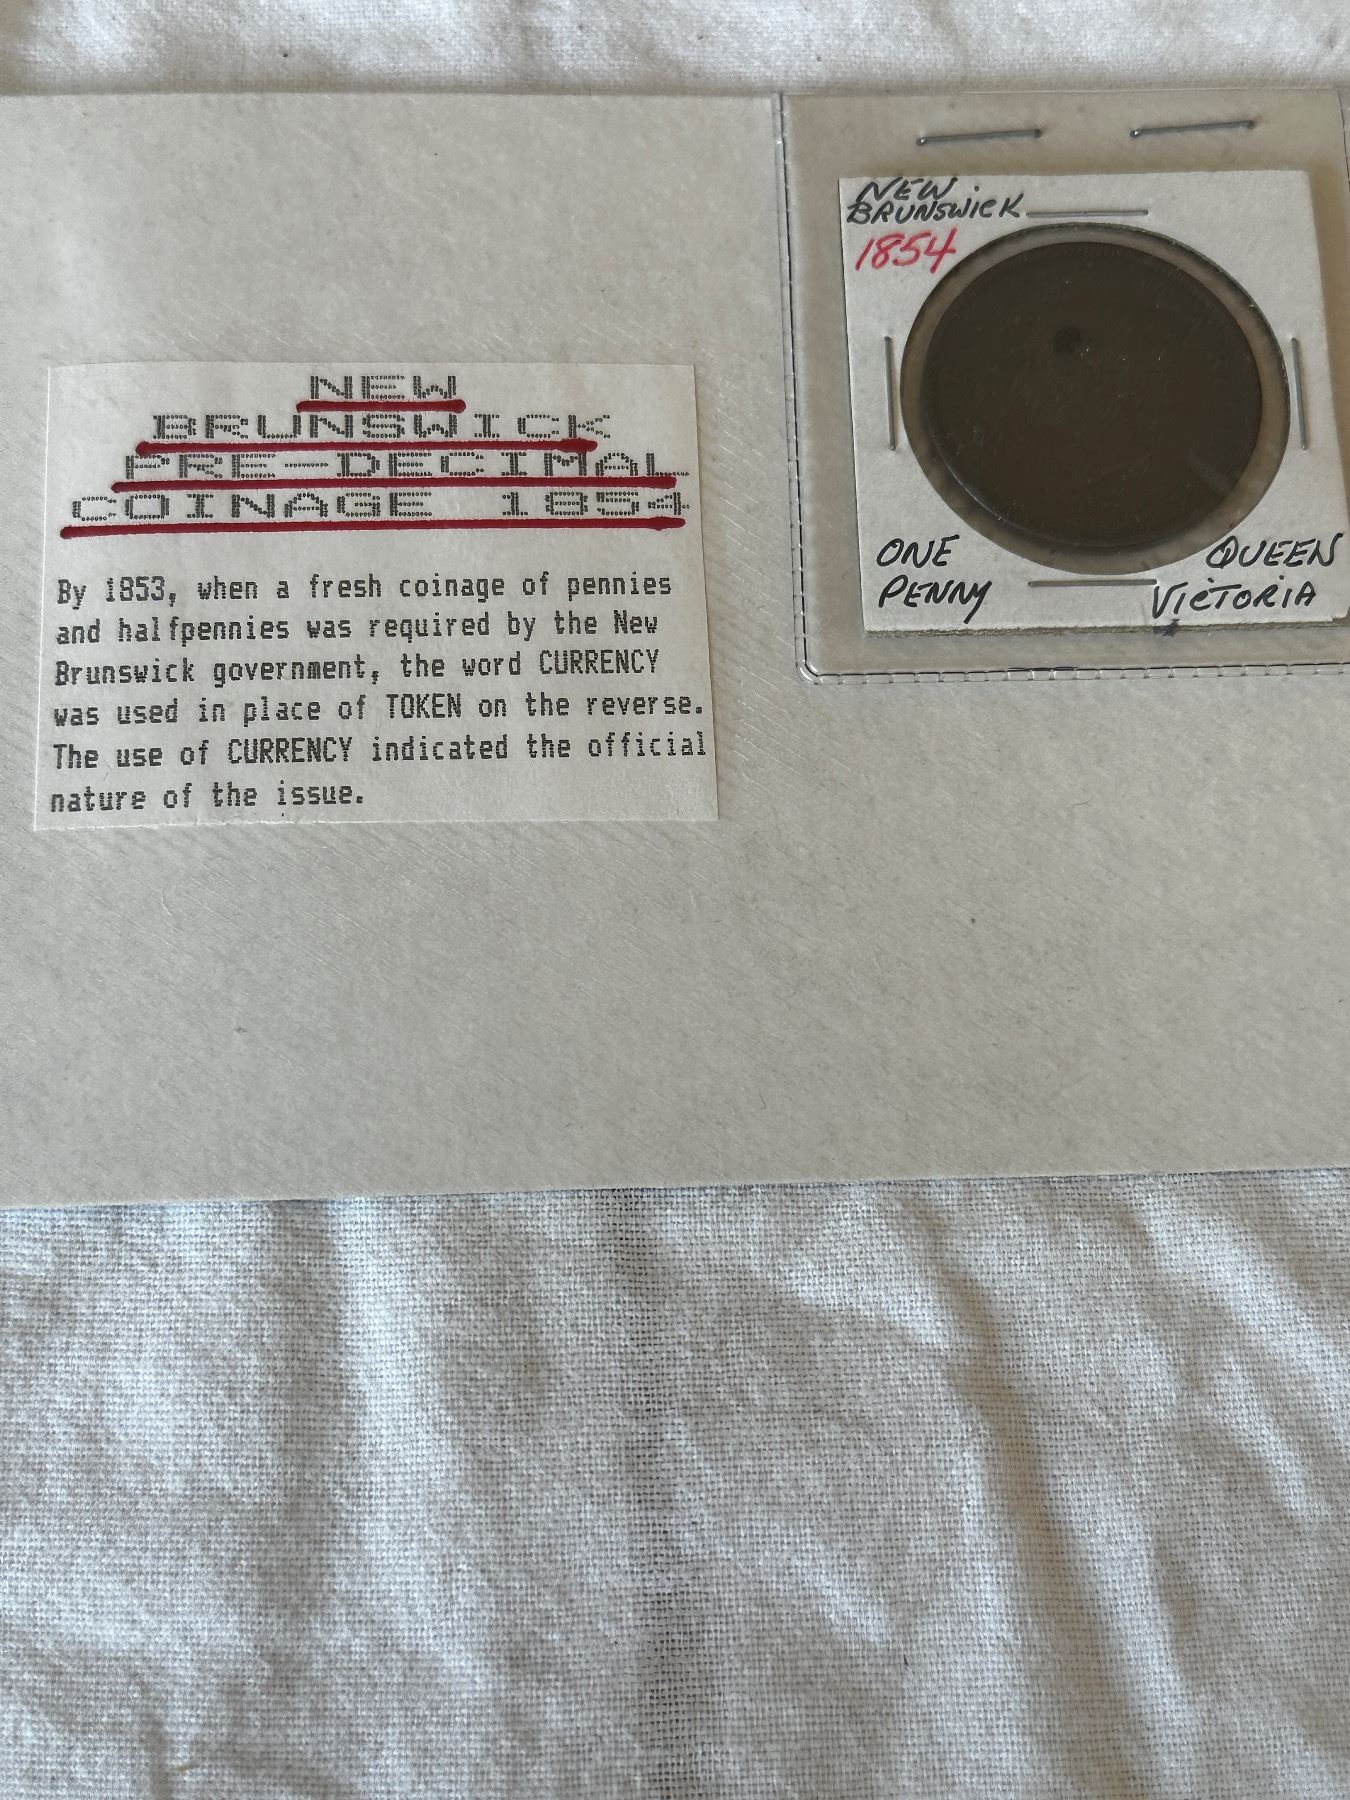 NEW
BRUNSWICK
PRE-DECIMAL
COINAGE 1854
By 1853, when a fresh coinage of pennies
and halfpennies was required by the New
Brunswick government, the word CURRENCY
was used in place of TOKEN on the reverse.
The use of CURRENCY indicated the official
nature of the issue.
NEW
BRUNSWICK
1854
ONE
PENNY
QUEEN
VICTORIA